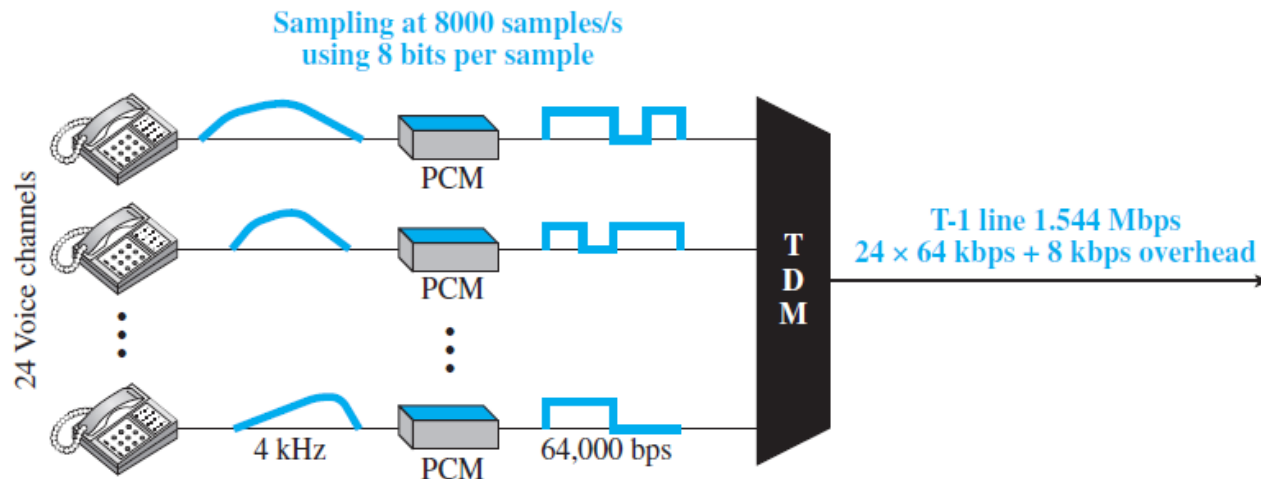 Sampling at 8000 samples/s
using 8 bits per sample
24 Voice channels
PCM
PCM
T
D
M
T-1 line 1.544 Mbps
24 × 64 kbps + 8 kbps overhead
4 kHz
PCM
64,000 bps